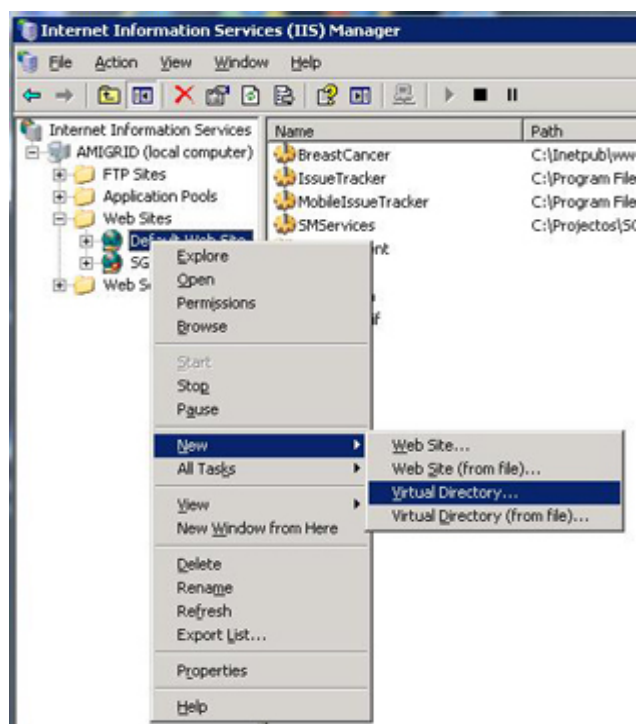 Internet Information Services (IIS) Manager
File Action View Window Help
Internet Information Services
AMIGRID (local computer)
FTP Sites
Application Pools
Web Sites
Default Web Site
SG
Web S
Name Path
BreastCancer C:\Inetpub\ww
IssueTracker C:\Program File
MobileIssueTracker C:\Program File
SMServices C:\Projectos\SG
Explore
Open
Permissions
Browse
Start
Stop
Pause
New
All Tasks
View
New Window from Here
Delete
Rename
Refresh
Export List...
Properties
Help
Web Site...
Web Site (from file)...
Virtual Directory...
Virtual Directory (from file)...